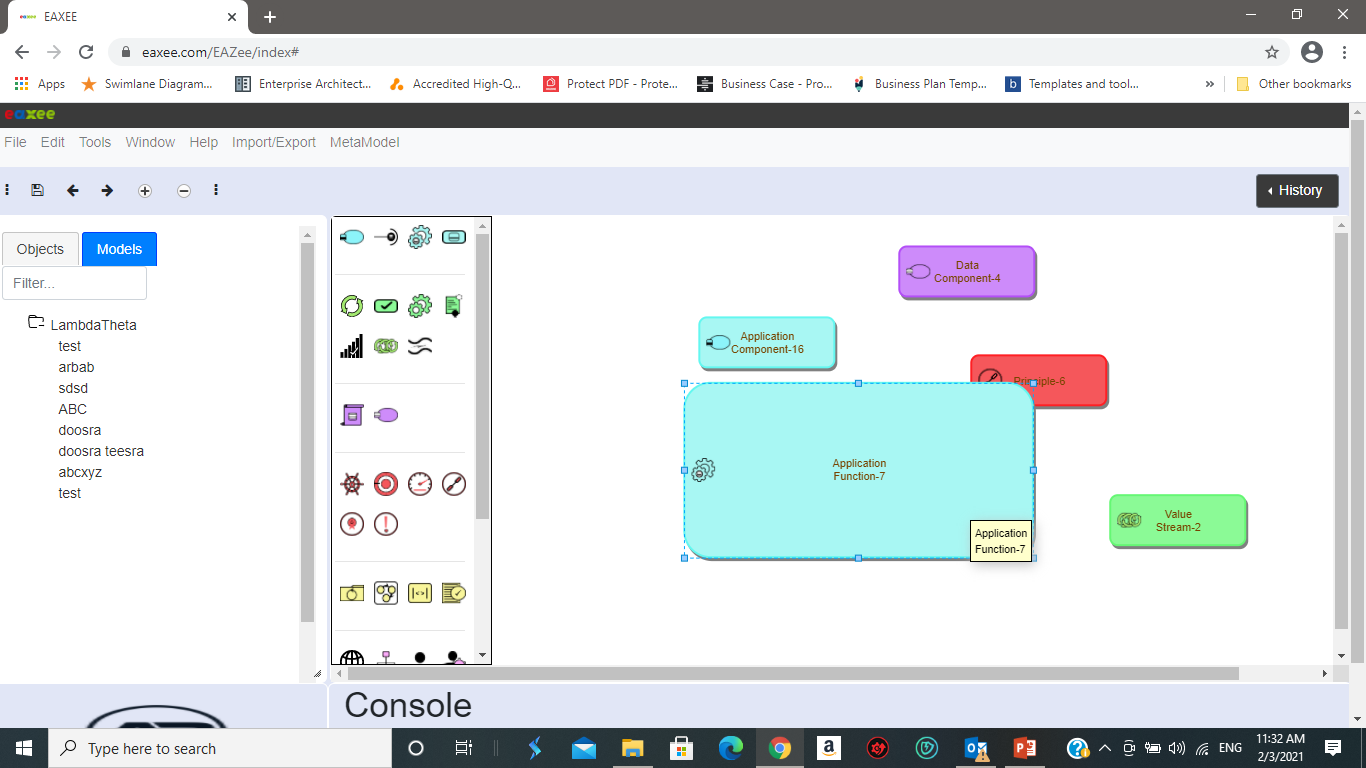 EAXEE
eaxee.com/EAZee/index#
Apps
Swimlane Diagram...
Enterprise Architect...
Accredited High-Q...
Protect PDF - Prote...
Business Case - Pro...
Business Plan Temp...
b
Templates and tool...
»
Other bookmarks
eaxee
File
Edit
Tools
Window
Help
Import/Export
MetaModel
History
Objects
Models
Filter...
LambdaTheta
test
arbab
sdsd
ABC
doosra
doosra teesra
abcxyz
test
Data
Component-4
Application
Component-16
Principle-6
Application
Function-7
Application
Function-7
Value
Stream-2
Console
Type here to search
a
ENG
11:32 AM
2/3/2021